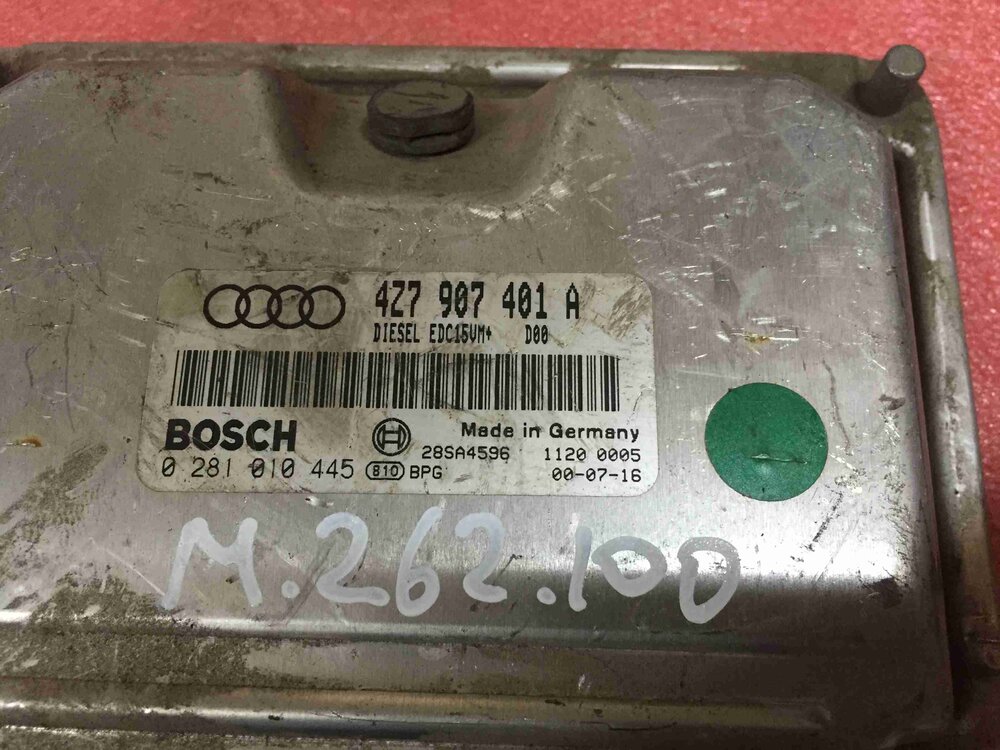 4Z7 907 401 A
DIESEL EDC15VM+ D00
BOSCH
Made in Germany
28SA4596 1120 0005
0 281 010 445 810 BPG 00-07-16
M.262.100